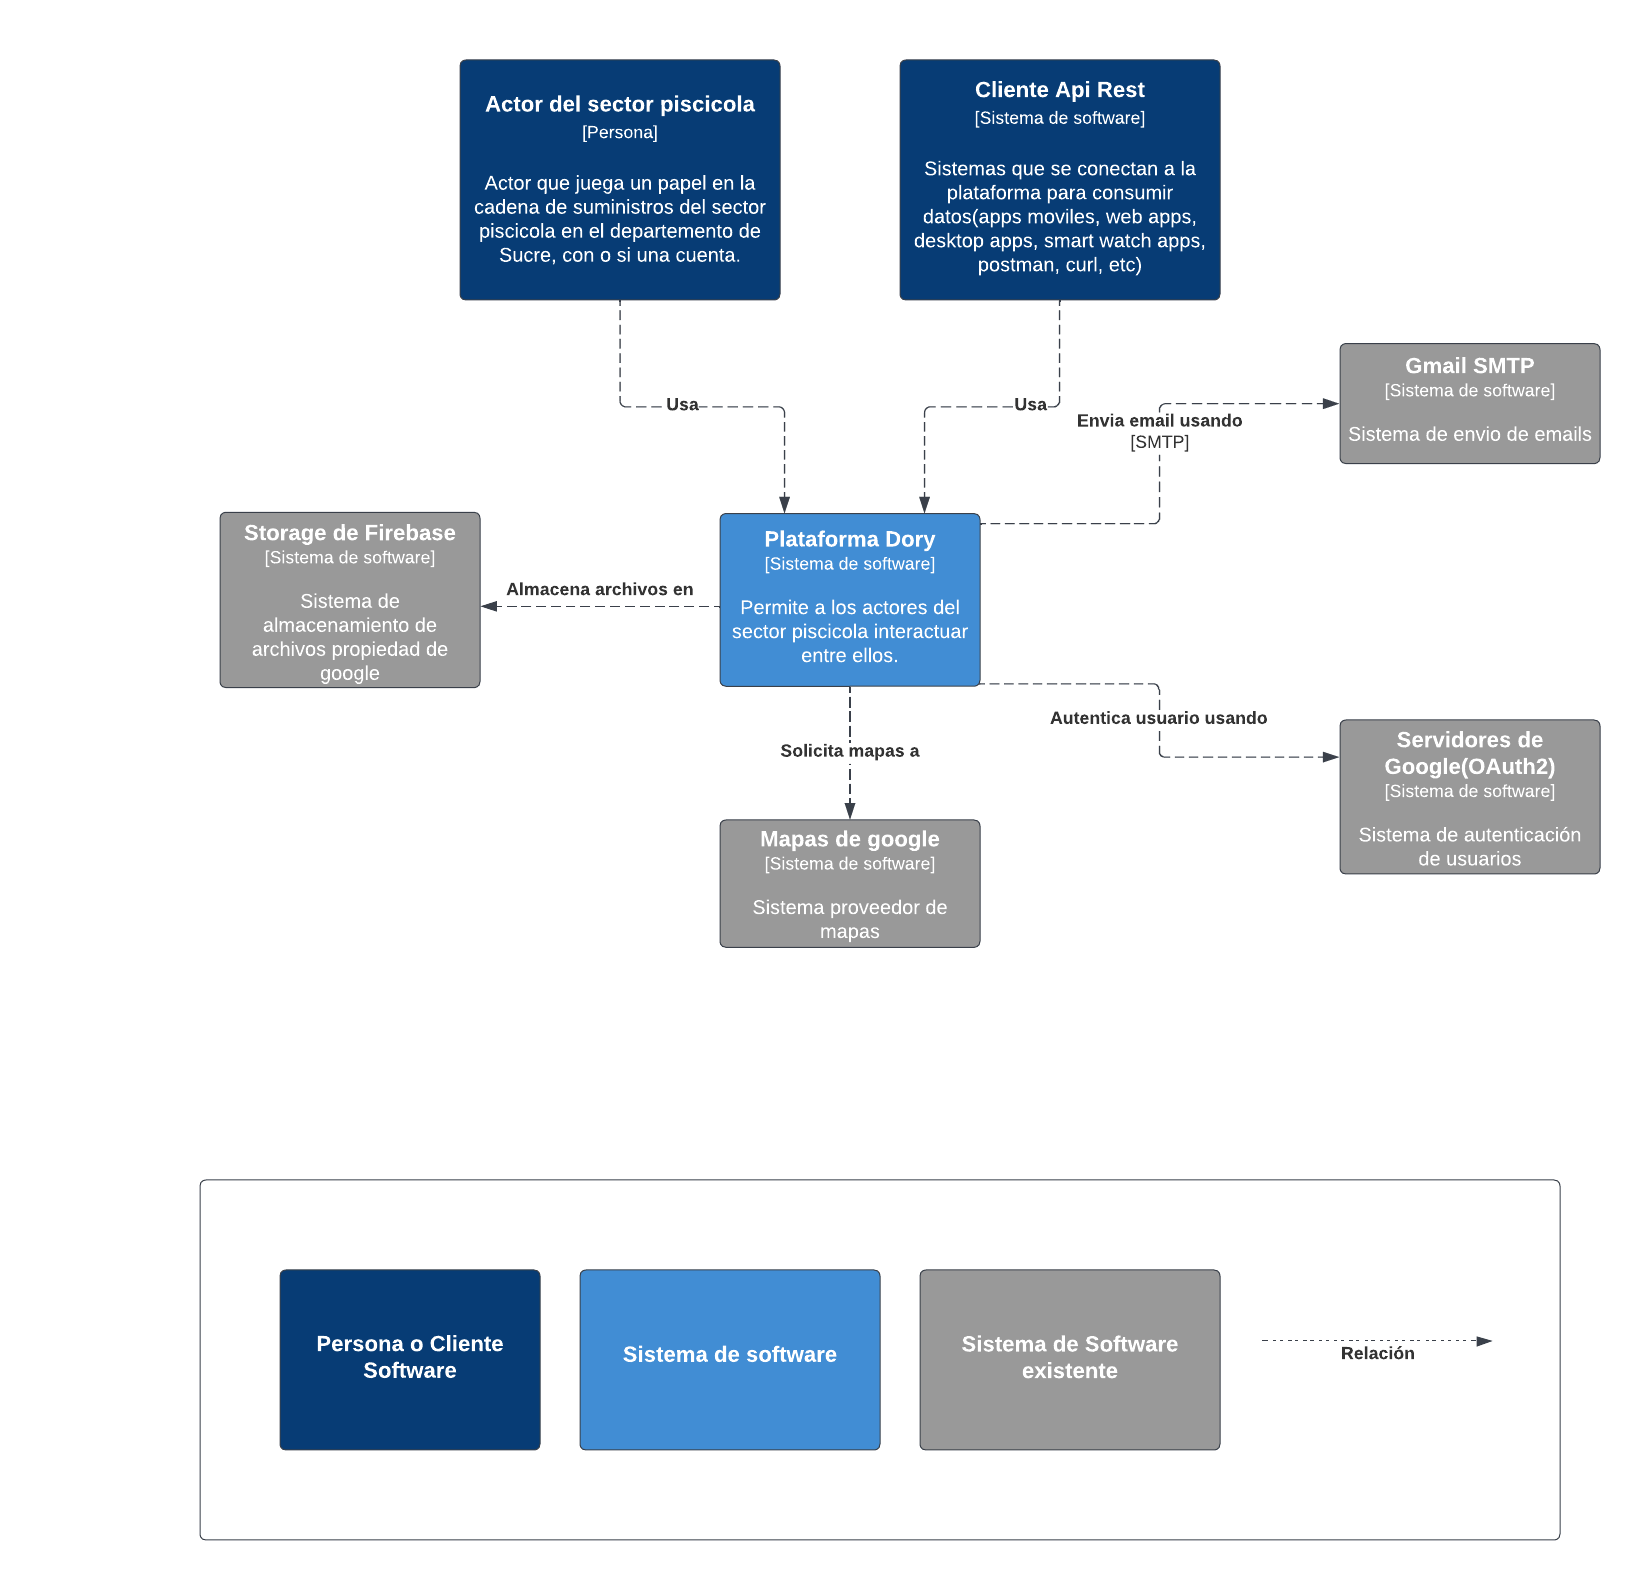 Actor del sector piscicola
[Persona]
Actor que juega un papel en la
cadena de suministros del sector
piscicola en el departemento de
Sucre, con o si una cuenta.
Cliente Api Rest
[Sistema de software]
Sistemas que se conectan a la
plataforma para consumir
datos(apps moviles, web apps,
desktop apps, smart watch apps,
postman, curl, etc)
Usa
Usa
Envia email usando
[SMTP]
Gmail SMTP
[Sistema de software]
Sistema de envio de emails
Storage de Firebase
[Sistema de software]
Sistema de
almacenamiento de
archivos propiedad de
google
Almacena archivos en
Plataforma Dory
[Sistema de software]
Permite a los actores del
sector piscicola interactuar
entre ellos.
Autentica usuario usando
Solicita mapas a
Servidores de
Google(OAuth2)
[Sistema de software]
Sistema de autenticación
de usuarios
Mapas de google
[Sistema de software]
Sistema proveedor de
mapas
Persona o Cliente
Software
Sistema de software
Sistema de Software
existente
Relación